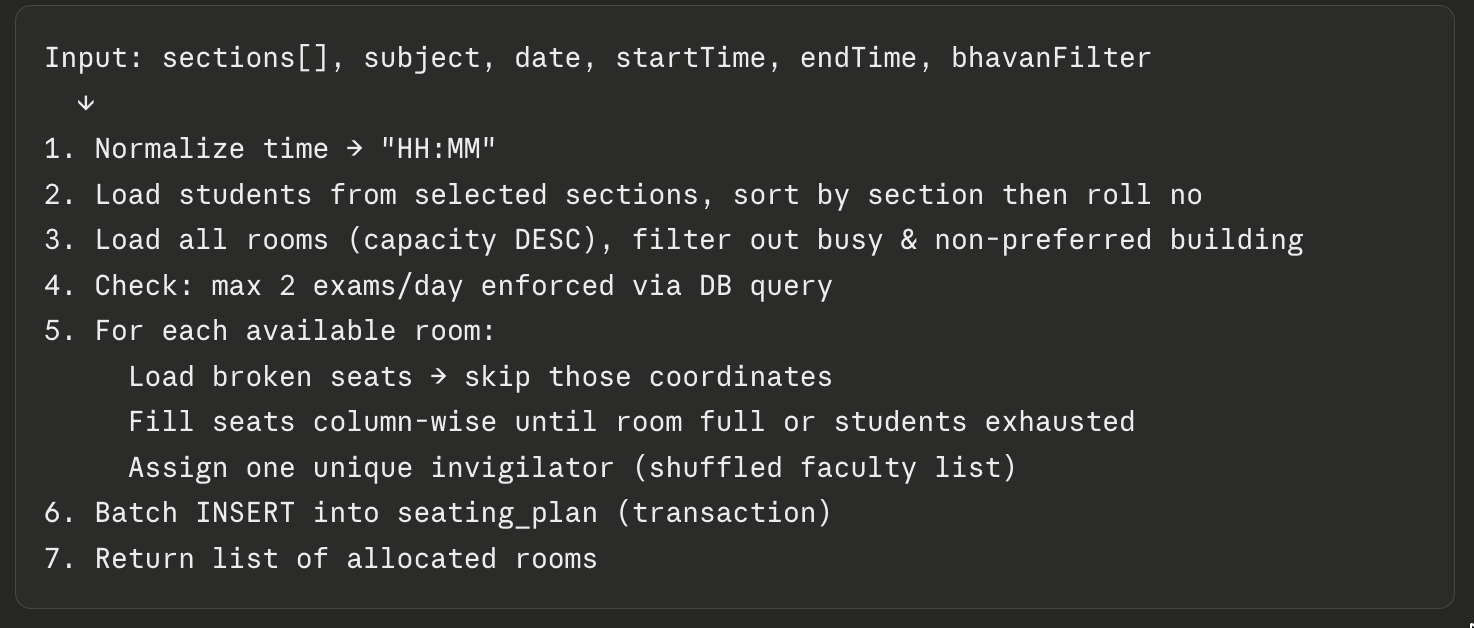 Input: sections[], subject, date, startTime, endTime, bhavanFilter
↓
1. Normalize time → "HH:MM"
2. Load students from selected sections, sort by section then roll no
3. Load all rooms (capacity DESC), filter out busy & non-preferred building
4. Check: max 2 exams/day enforced via DB query
5. For each available room:
Load broken seats → skip those coordinates
Fill seats column-wise until room full or students exhausted
Assign one unique invigilator (shuffled faculty list)
6. Batch INSERT into seating_plan (transaction)
7. Return list of allocated rooms